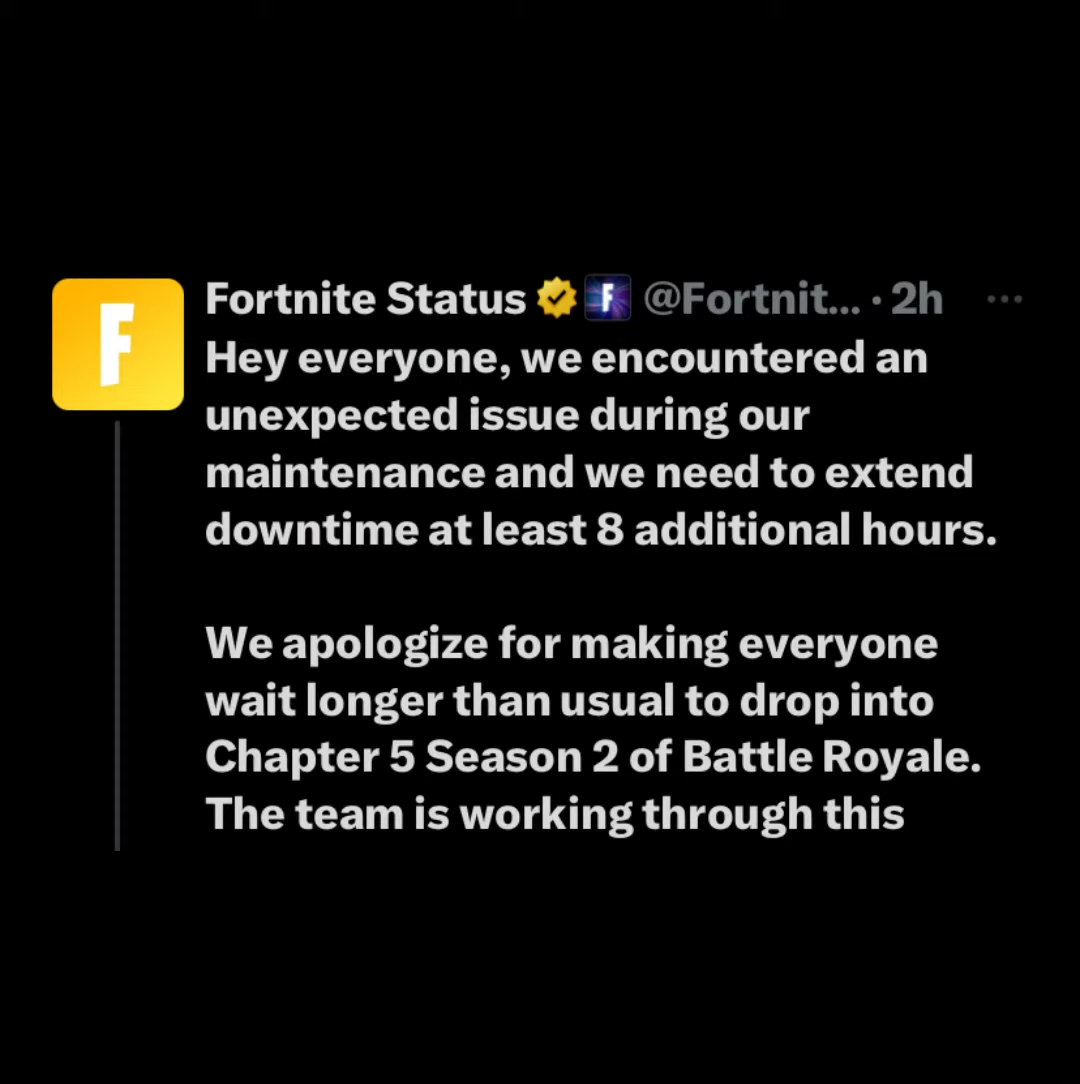 Fortnite Status @Fortnit... · 2h
Hey everyone, we encountered an
unexpected issue during our
maintenance and we need to extend
downtime at least 8 additional hours.
We apologize for making everyone
wait longer than usual to drop into
Chapter 5 Season 2 of Battle Royale.
The team is working through this